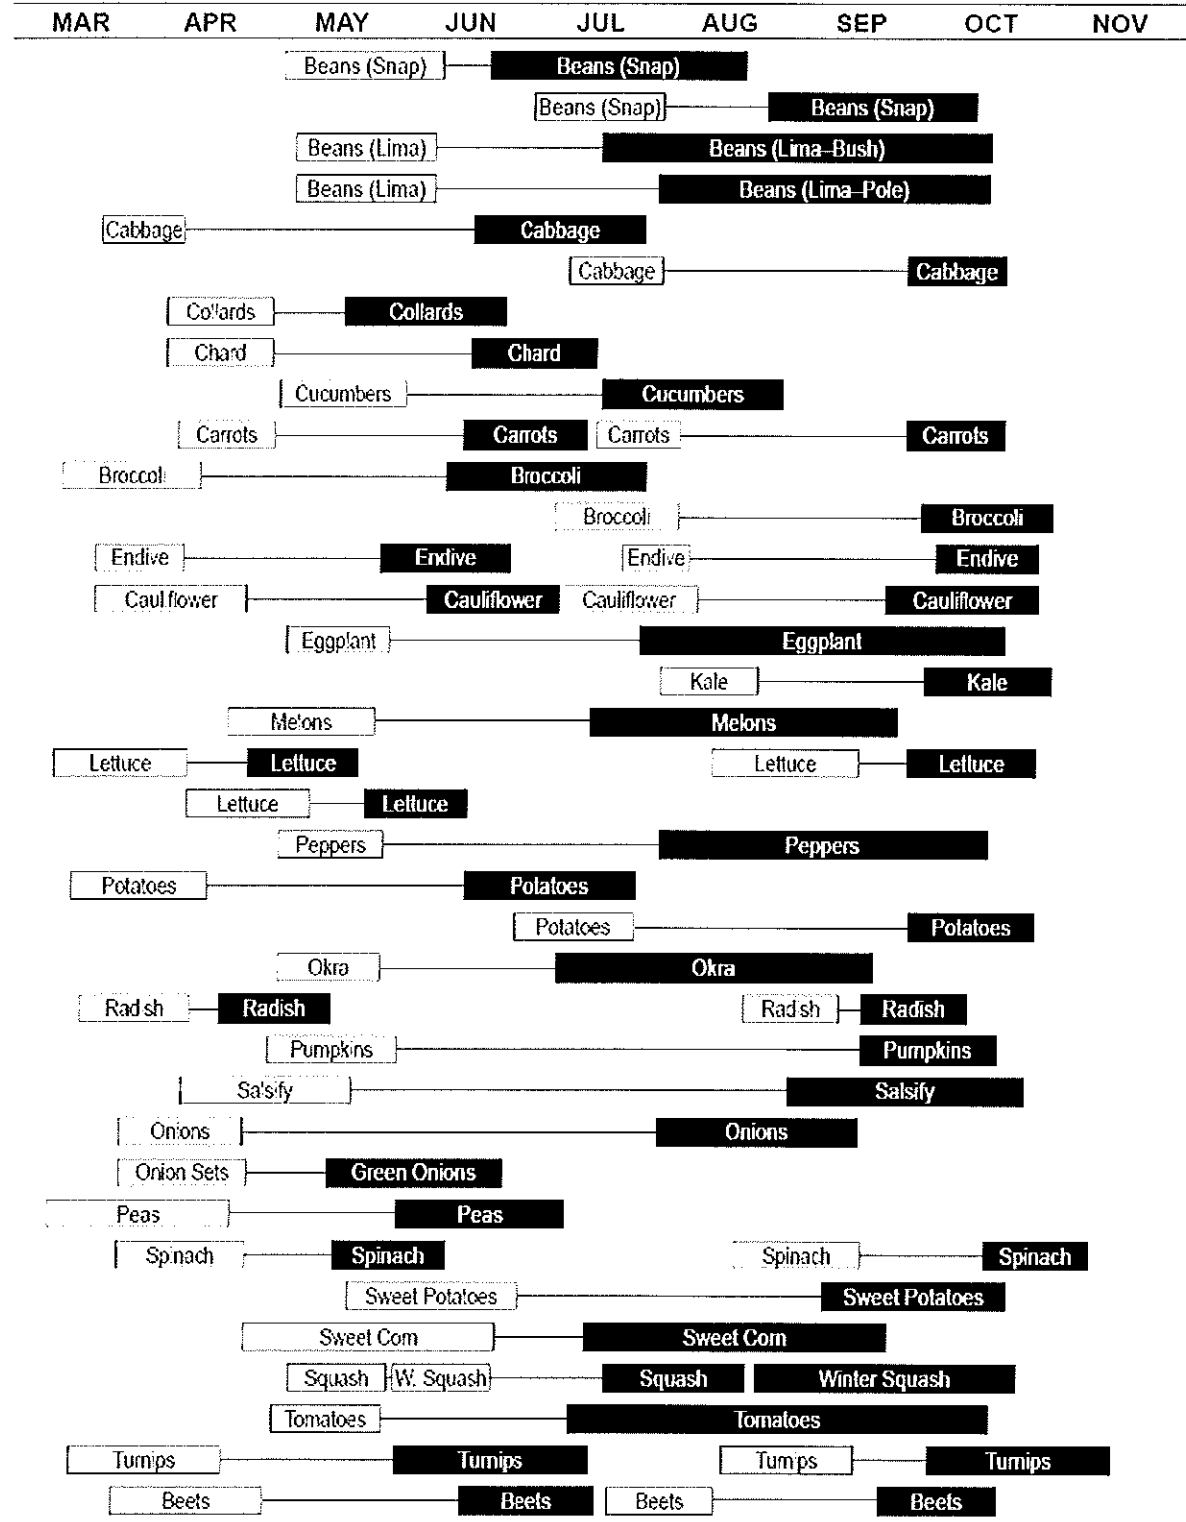 MAR APR MAY JUN JUL AUG SEP OCT NOV
Beans (Snap) Beans (Snap)
Beans (Snap) Beans (Snap)
Beans (Lima) Beans (Lima–Bush)
Beans (Lima) Beans (Lima–Pole)
Cabbage Cabbage
Cabbage Cabbage
Collards Collards
Chard Chard
Cucumbers Cucumbers
Carrots Carrots Carrots Carrots
Broccoli Broccoli
Broccoli Broccoli
Endive Endive Endive Endive
Cauliflower Cauliflower Cauliflower Cauliflower
Eggplant Eggplant
Kale Kale
Melons Melons
Lettuce Lettuce Lettuce Lettuce
Lettuce Lettuce
Peppers Peppers
Potatoes Potatoes
Potatoes Potatoes
Okra Okra
Radish Radish Radish Radish
Pumpkins Pumpkins
Salsify Salsify
Onions Onions
Onion Sets Green Onions
Peas Peas
Spinach Spinach Spinach Spinach
Sweet Potatoes Sweet Potatoes
Sweet Corn Sweet Corn
Squash W. Squash Squash Winter Squash
Tomatoes Tomatoes
Turnips Turnips Turnips Turnips
Beets Beets Beets Beets